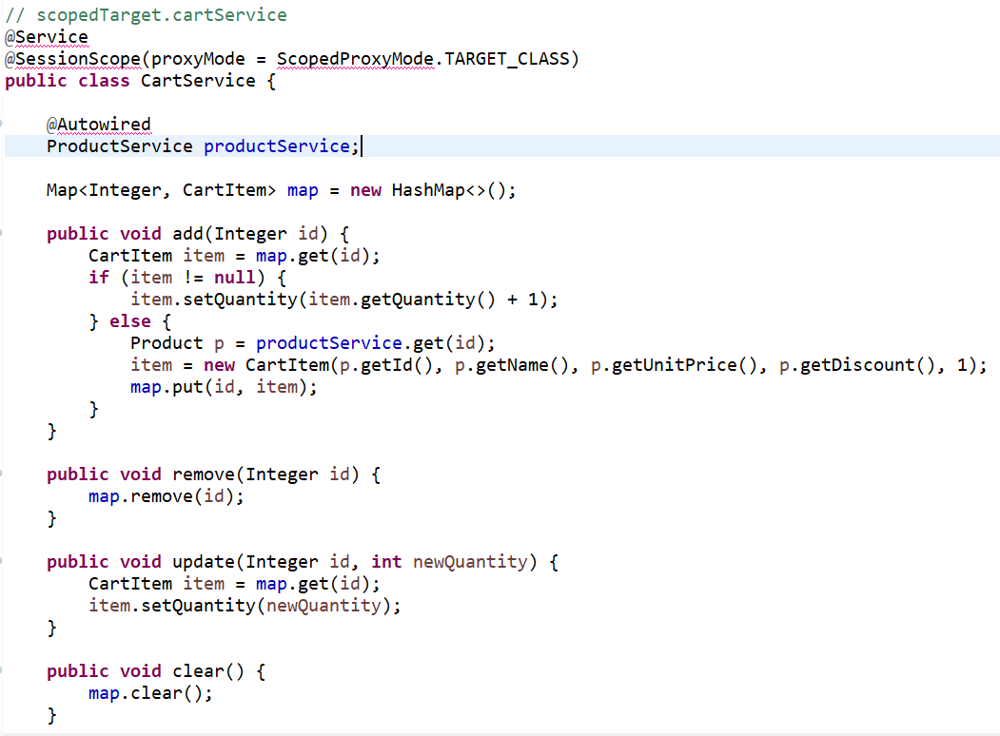 // scopedTarget.cartService
@Service
@SessionScope(proxyMode = ScopedProxyMode.TARGET_CLASS)
public class CartService {
@Autowired
ProductService productService;
Map<Integer, CartItem> map = new HashMap<>();
public void add(Integer id) {
CartItem item = map.get(id);
if (item != null) {
item.setQuantity(item.getQuantity() + 1);
} else {
Product p = productService.get(id);
item = new CartItem(p.getId(), p.getName(), p.getUnitPrice(), p.getDiscount(), 1);
map.put(id, item);
}
}
public void remove(Integer id) {
map.remove(id);
}
public void update(Integer id, int newQuantity) {
CartItem item = map.get(id);
item.setQuantity(newQuantity);
}
public void clear() {
map.clear();
}